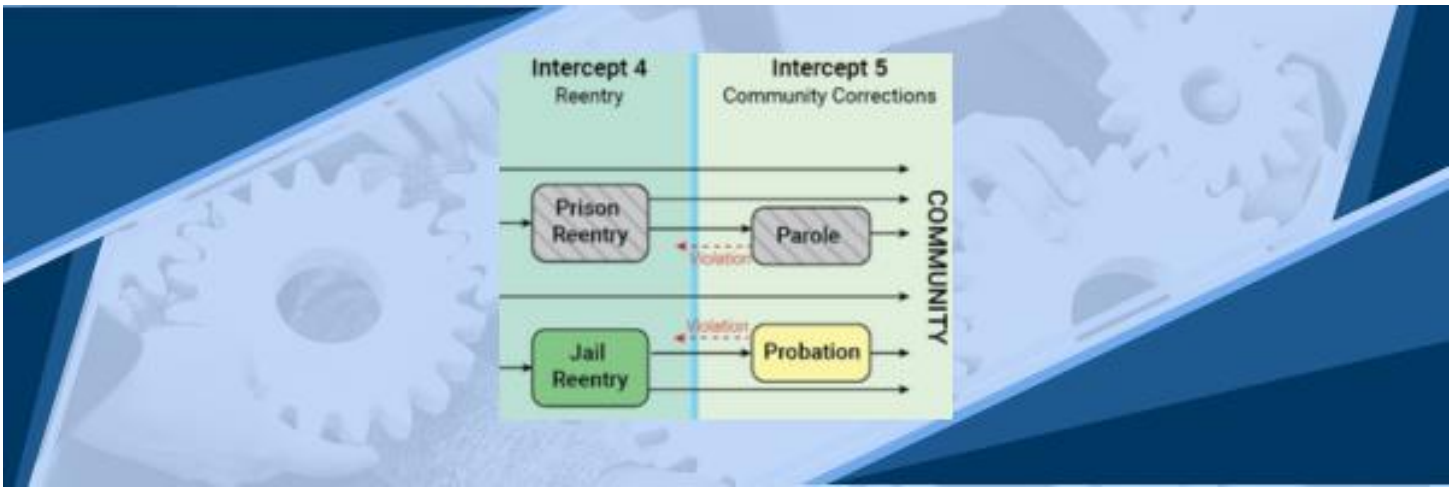 Intercept 4
Reentry
Intercept 5
Community Corrections
Prison
Reentry
Parole
Violation
COMMUNITY
Violation
Jail
Reentry
Probation